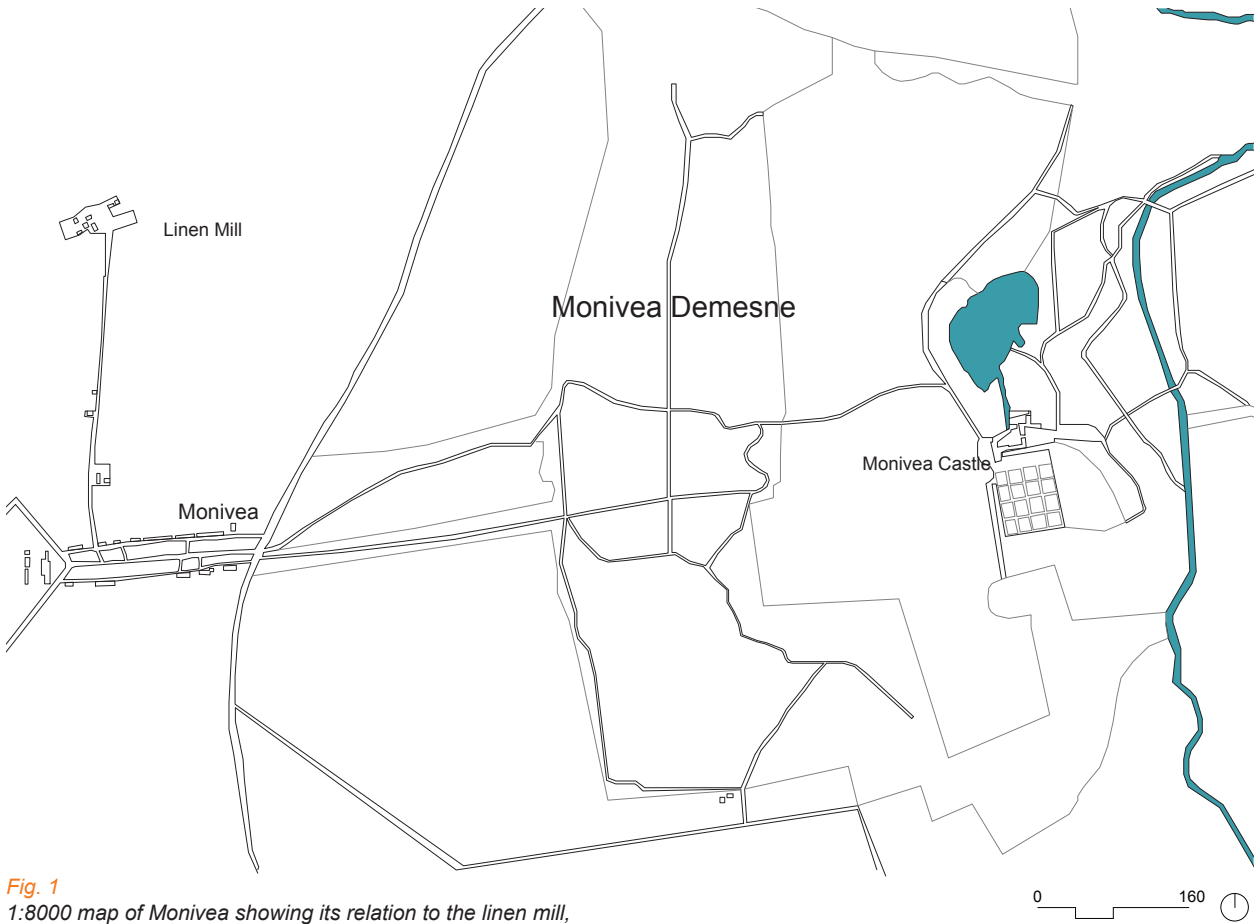 Linen Mill
Monivea Demesne
Monivea Castle
Monivea
Fig. 1
1:8000 map of Monivea showing its relation to the linen mill,
0 160